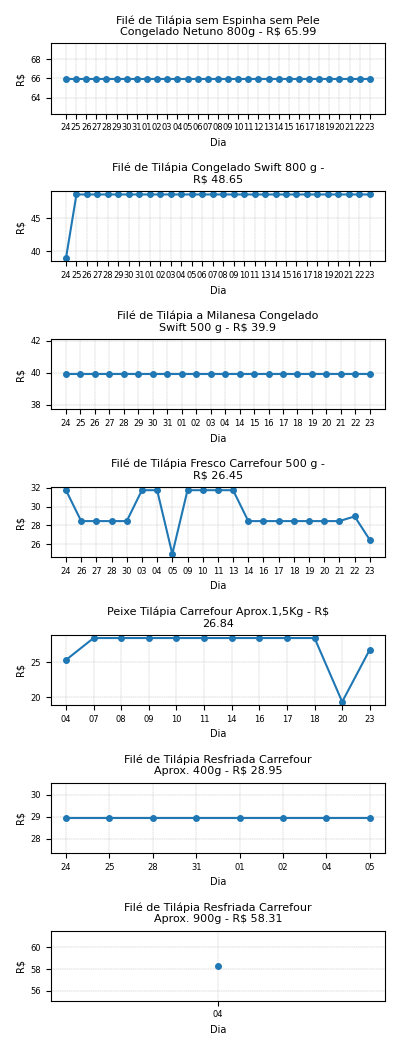 Filé de Tilápia sem Espinha sem Pele
Congelado Netuno 800g - R$ 65.99
68
66
64
R$
24 25 26 27 28 29 30 31 01 02 03 04 05 06 07 08 09 10 11 12 13 14 15 16 17 18 19 20 21 22 23
Dia
Filé de Tilápia Congelado Swift 800 g -
R$ 48.65
45
40
R$
24 25 26 27 28 29 30 31 01 02 03 04 05 06 07 08 09 10 11 13 14 15 16 17 18 19 20 21 22 23
Dia
Filé de Tilápia a Milanesa Congelado
Swift 500 g - R$ 39.9
42
40
38
R$
24 25 26 27 28 29 30 31 01 02 03 04 14 15 16 17 18 19 20 21 22 23
Dia
Filé de Tilápia Fresco Carrefour 500 g -
R$ 26.45
32
30
28
26
R$
24 26 27 28 30 03 04 05 09 10 11 13 14 16 17 18 19 20 21 22 23
Dia
Peixe Tilápia Carrefour Aprox.1,5Kg - R$
26.84
25
20
R$
04 07 08 09 10 11 14 16 17 18 20 23
Dia
Filé de Tilápia Resfriada Carrefour
Aprox. 400g - R$ 28.95
30
29
28
R$
24 25 28 31 01 02 04 05
Dia
Filé de Tilápia Resfriada Carrefour
Aprox. 900g - R$ 58.31
60
58
56
R$
04
Dia